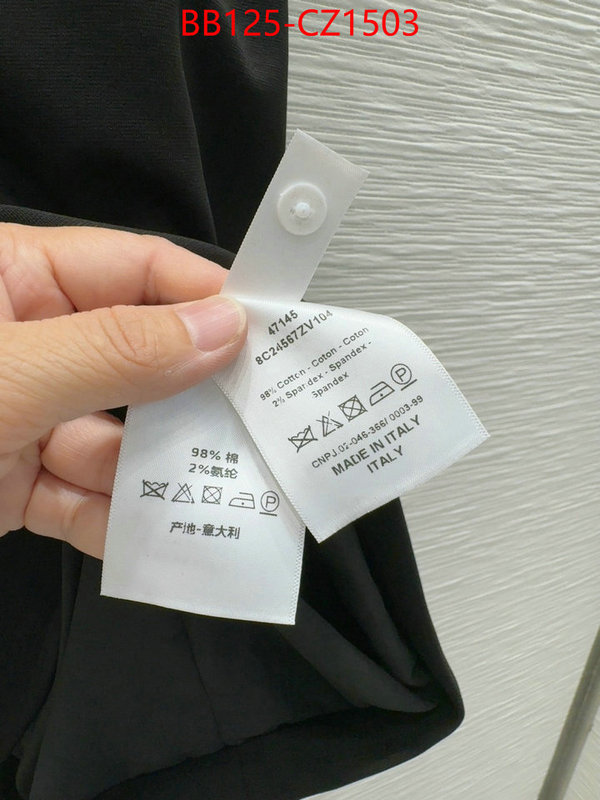 BB125-CZ1503
47145
8C24567ZV104
98% Cotton - Coton - Coton
2% Spandex - Spandex -
Spandex
CNPJ.02-046-366/ 0003-99
MADE IN ITALY
ITALY
98% 棉
2%氨纶
P
P
产地-意大利